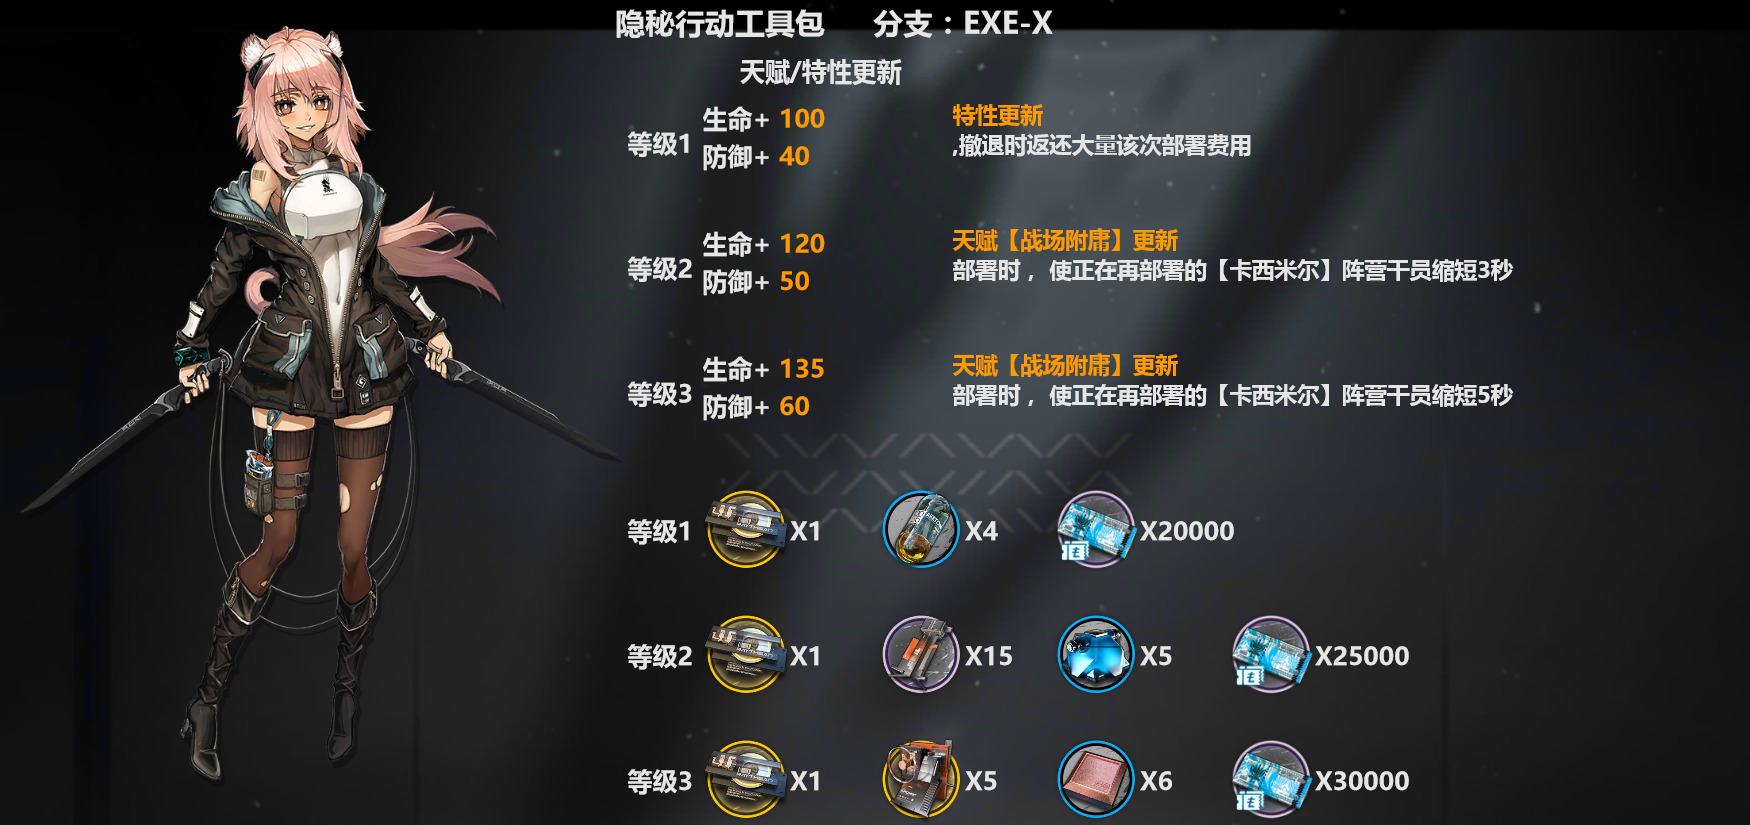 隐秘行动工具包 分支：EXE-X
天赋/特性更新
等级1
生命+ 100
防御+ 40
特性更新
,撤退时返还大量该次部署费用
等级2
生命+ 120
防御+ 50
天赋【战场附庸】更新
部署时，使正在再部署的【卡西米尔】阵营干员缩短3秒
等级3
生命+ 135
防御+ 60
天赋【战场附庸】更新
部署时，使正在再部署的【卡西米尔】阵营干员缩短5秒
等级1 X1 X4 X20000
等级2 X1 X15 X5 X25000
等级3 X1 X5 X6 X30000